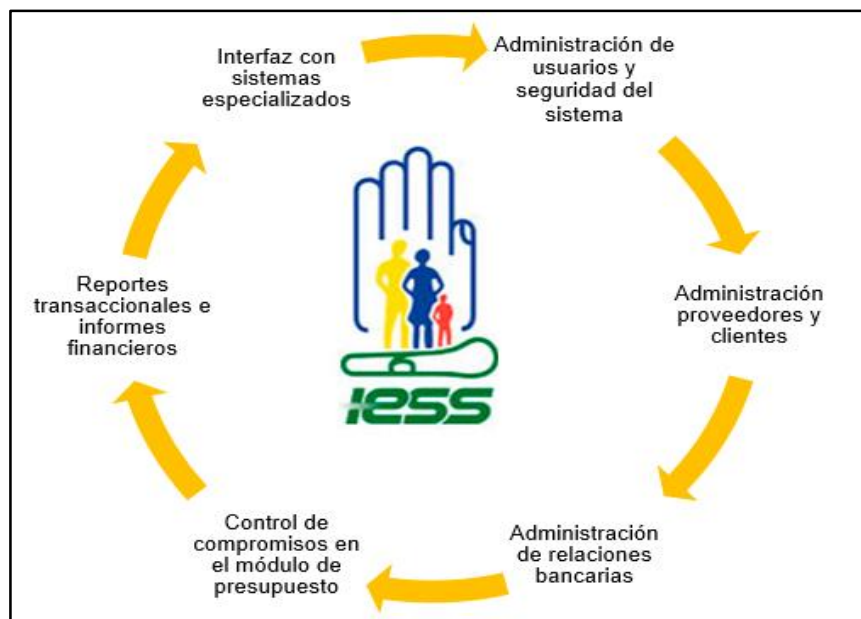 Interfaz con
sistemas
especializados
Administración de
usuarios y
seguridad del
sistema
Administración
proveedores y
clientes
Administración
de relaciones
bancarias
Control de
compromisos en
el módulo de
presupuesto
Reportes
transaccionales e
informes
financieros
IESS